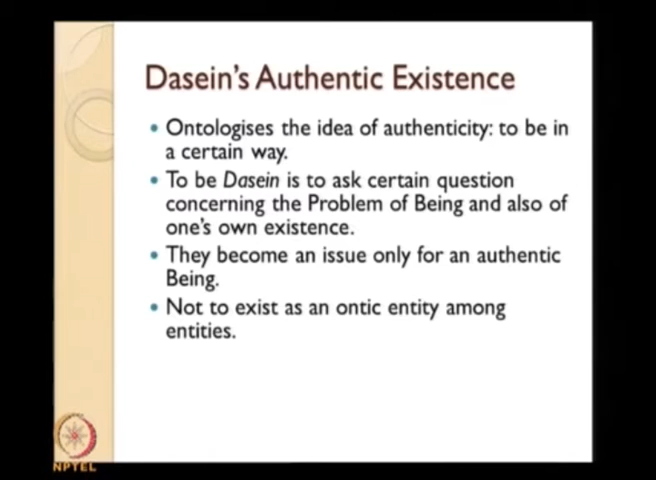 Dasein's Authentic Existence
• Ontologises the idea of authenticity: to be in
a certain way.
• To be Dasein is to ask certain question
concerning the Problem of Being and also of
one's own existence.
• They become an issue only for an authentic
Being.
• Not to exist as an ontic entity among
entities.
NPTEL